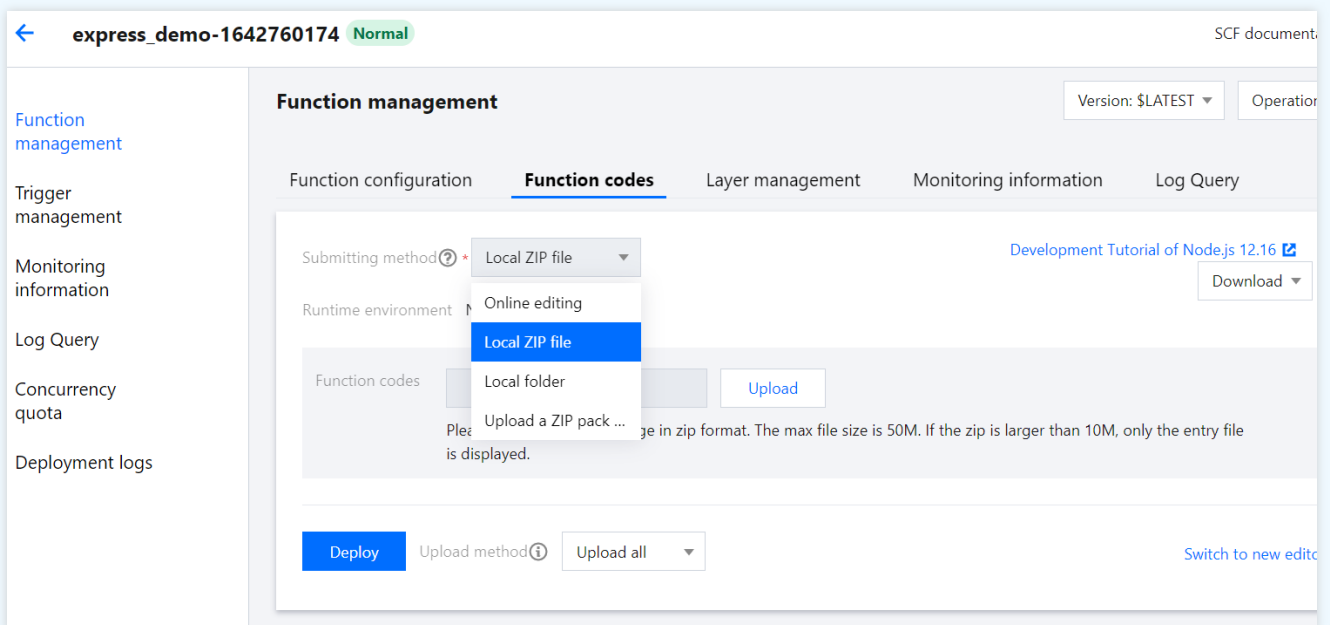 express_demo-1642760174 Normal
SCF documenta
Function management
Version: $LATEST
Operation
Function
management
Trigger
management
Monitoring
information
Log Query
Concurrency
quota
Deployment logs
Function configuration
Function codes
Layer management
Monitoring information
Log Query
Submitting method
*
Local ZIP file
Development Tutorial of Node.js 12.16
Download
Runtime environment
Online editing
Local ZIP file
Local folder
Upload a ZIP pack ...
Function codes
Upload
in zip format. The max file size is 50M. If the zip is larger than 10M, only the entry file
is displayed.
Deploy
Upload method
Upload all
Switch to new edito